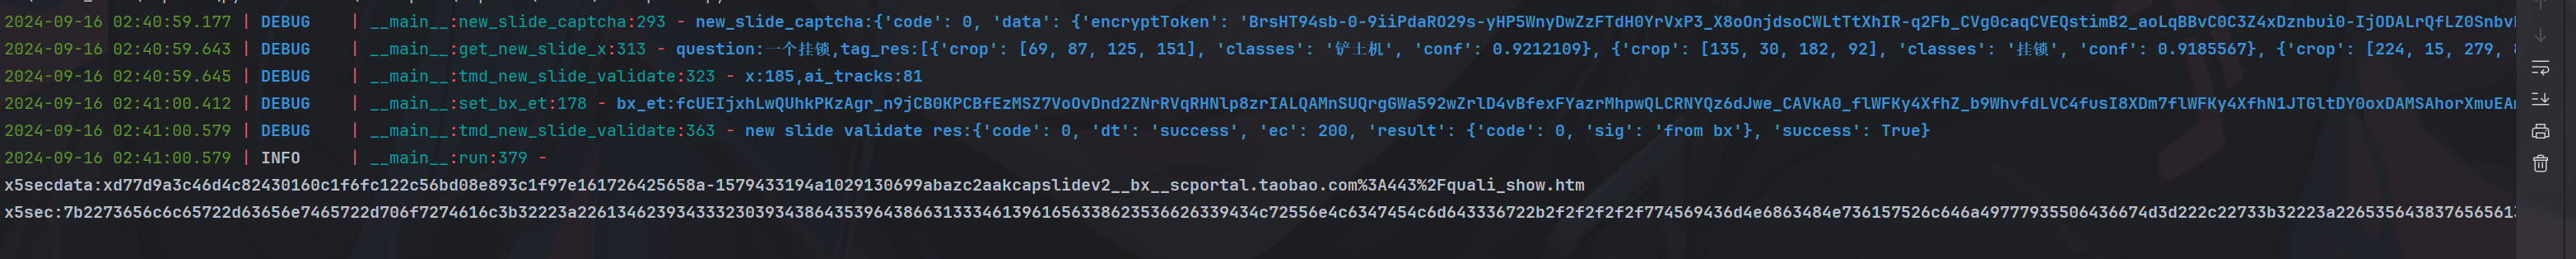 2024-09-16 02:40:59.177 | DEBUG    | __main__:new_slide_captcha:293 - new_slide_captcha:{'code': 0, 'data': {'encryptToken': 'BrsHT94sb-0-9iiPdaRO29s-yHP5WnyDwZzFTdH0YrVxP3_X8oOnjdsoCWLtTtXhIR-q2Fb_CVg0caqCVEQstimB2_aoLqBBvC0C3Z4xDznbui0-IjODALrQfLZ0Snbv
2024-09-16 02:40:59.643 | DEBUG    | __main__:get_new_slide_x:313 - question:一个挂锁,tag_res:[{'crop': [69, 87, 125, 151], 'classes': '铲土机', 'conf': 0.9212109}, {'crop': [135, 30, 182, 92], 'classes': '挂锁', 'conf': 0.9185567}, {'crop': [224, 15, 279,
2024-09-16 02:40:59.645 | DEBUG    | __main__:tmd_new_slide_validate:323 - x:185,ai_tracks:81
2024-09-16 02:41:00.412 | DEBUG    | __main__:set_bx_et:178 - bx_et:fcUEIJxhLwQUhkPKzAgr_n9jCB0KPCBfEzMSZ7VoOvDnd2ZNrRVqRHNlp8zrIALQAMnSUQrgGWa592wZrlD4vBfexFYazrMhpwQLCRNYQz6dJwe_CAVkA0_flWFKy4XfhZ_b9WhvfdLVC4fusI8XDm7flWFKy4XfhN1JTGltDY0oxDAMSAhorXmuEA
2024-09-16 02:41:00.579 | DEBUG    | __main__:tmd_new_slide_validate:363 - new slide validate res:{'code': 0, 'dt': 'success', 'ec': 200, 'result': {'code': 0, 'sig': 'from bx'}, 'success': True}
2024-09-16 02:41:00.579 | INFO     | __main__:run:379 -
x5secdata:xd77d9a3c46d4c82430160c1f6fc122c56bd08e893c1f97e161726425658a-1579433194a1029130699abazc2aakcapslidev2__bx__scportal.taobao.com%3A443%2Fquali_show.htm
x5sec:7b2273656c6c65722d63656e7465722d706f7274616c3b32223a22613462393433323039343864353964386631333461396165633862353662633943​4c72556e4c6347454c6d643336722b2f2f2f2f2f774569436d4e6863484e736157526c646a49777935506436674d3d222c22733b32223a226535643837656561